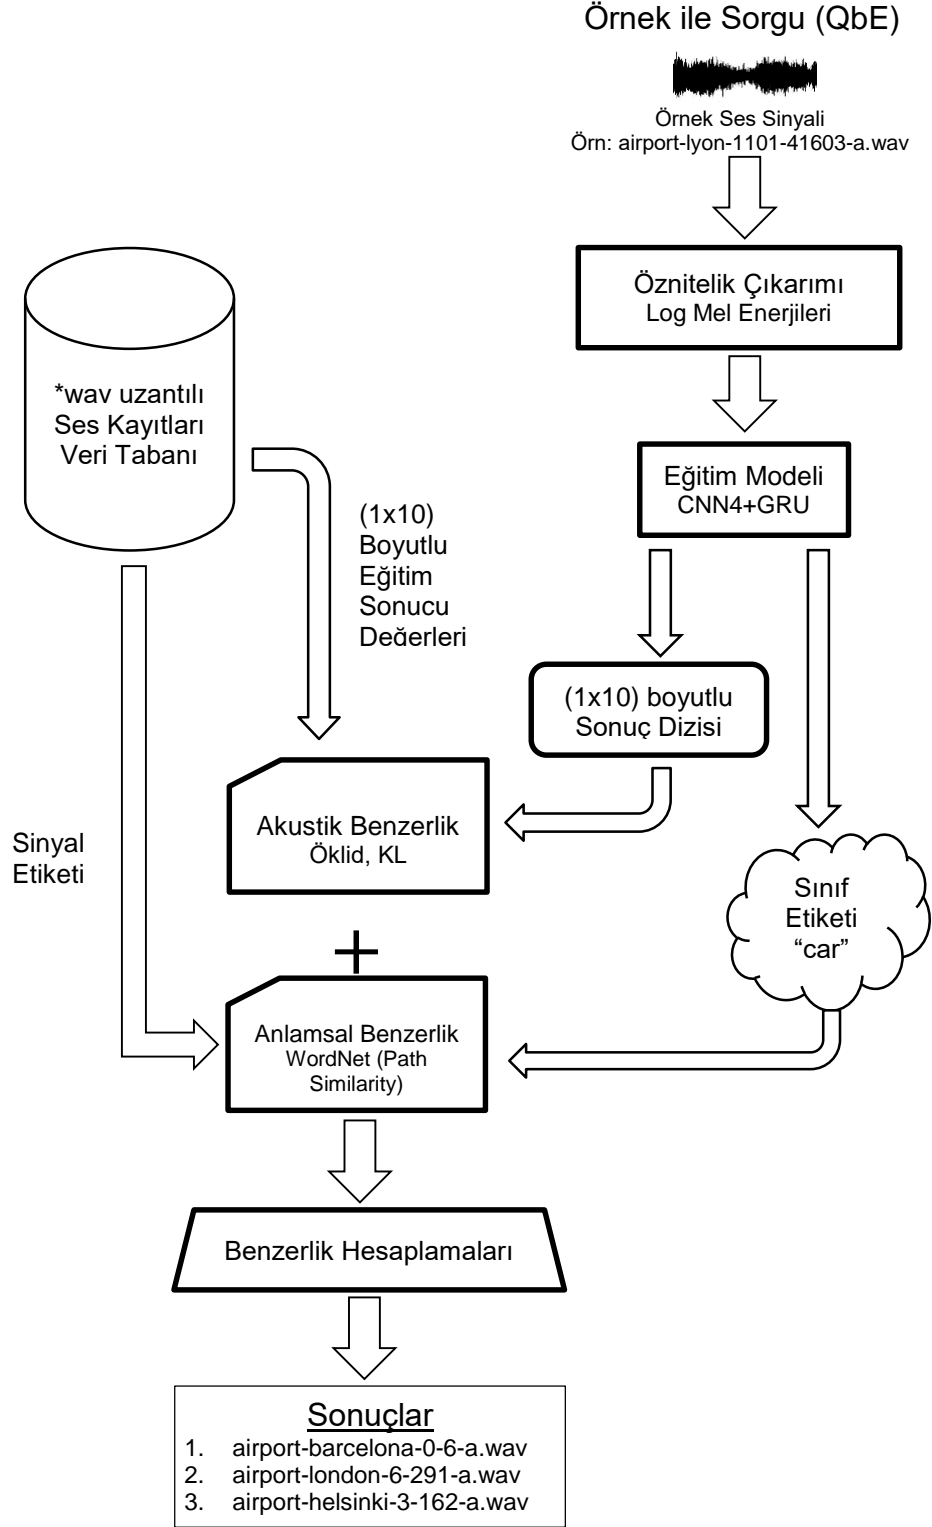 Örnek ile Sorgu (QbE)
Örnek Ses Sinyali
Örn: airport-lyon-1101-41603-a.wav
Öznitelik Çıkarımı
Log Mel Enerjileri
*wav uzantılı
Ses Kayıtları
Veri Tabanı
Eğitim Modeli
CNN4+GRU
(1x10)
Boyutlu
Eğitim
Sonucu
Değerleri
(1x10) boyutlu
Sonuç Dizisi
Akustik Benzerlik
Öklid, KL
Sinyal
Etiketi
Sınıf
Etiketi
“car”
+
Anlamsal Benzerlik
WordNet (Path
Similarity)
Benzerlik Hesaplamaları
Sonuçlar
1. airport-barcelona-0-6-a.wav
2. airport-london-6-291-a.wav
3. airport-helsinki-3-162-a.wav